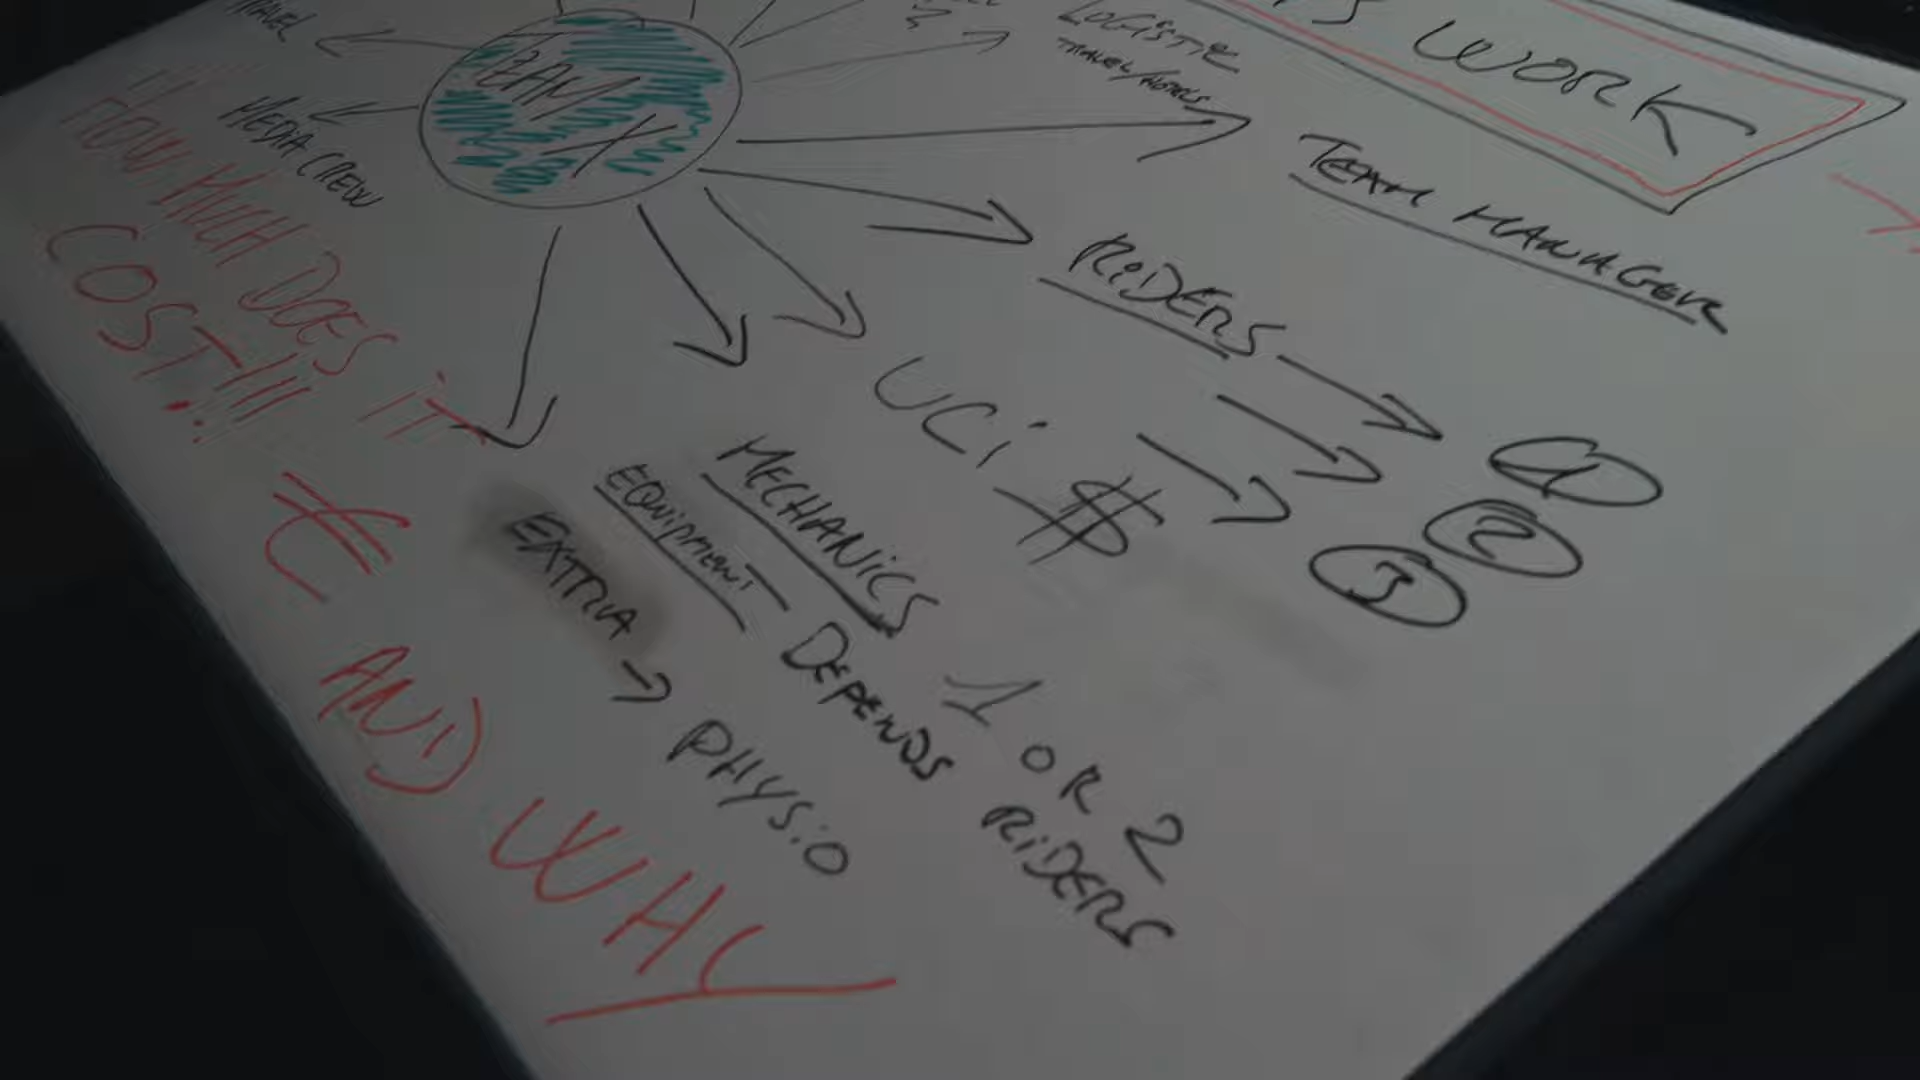 TRAVEL
TEAM
X
MEDIA CREW
LOGISTIC
TRAVEL/HOTELS
WORK
TEAM MANAGER
RIDERS
1
2
3
UCi $
MECHANICS
1 OR 2
EQUIPMENT
DEPENDS RiDERS
EXTRA → PHYSiO
"HOW MUCH DOES iT
COST!!!
€
AND WHY